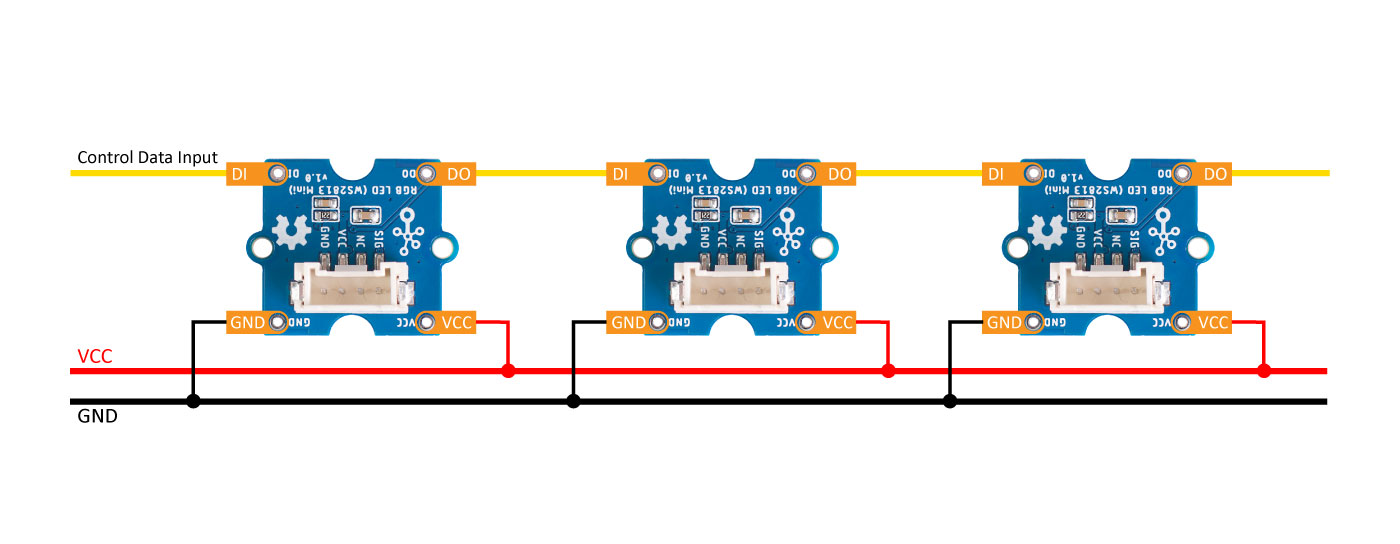 Control Data Input
DI
DO
DI
DO
DI
DO
DI
v1.0
DO
RGB LED (WS2813 Mini)
GND
VCC
NC
SIG
DI
v1.0
DO
RGB LED (WS2813 Mini)
GND
VCC
NC
SIG
DI
v1.0
DO
RGB LED (WS2813 Mini)
GND
VCC
NC
SIG
GND
GND
VCC
VCC
GND
GND
VCC
VCC
GND
GND
VCC
VCC
VCC
GND